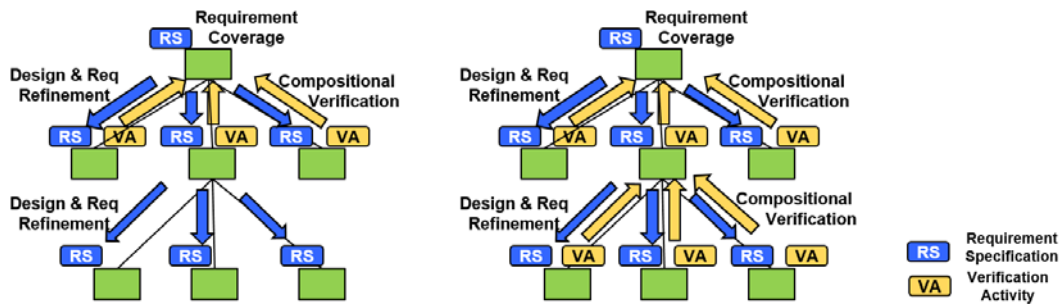 Requirement
Coverage
RS
Design & Req
Refinement
Compositional
Verification
RS
VA
RS
VA
RS
VA
Design & Req
Refinement
RS
RS
RS
Requirement
Coverage
RS
Design & Req
Refinement
Compositional
Verification
RS
VA
RS
VA
RS
VA
Design & Req
Refinement
Compositional
Verification
RS
VA
RS
VA
RS
VA
RS
Requirement
Specification
VA
Verification
Activity